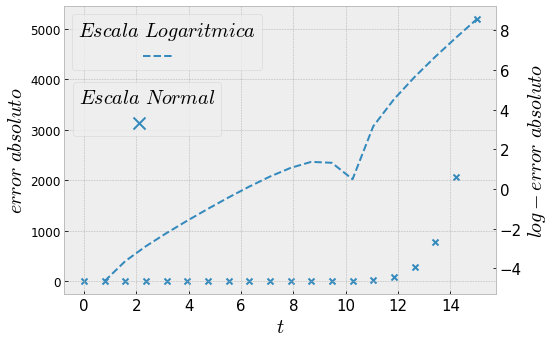 Escala Logaritmica
Escala Normal
error absoluto
5000
4000
3000
2000
1000
0
8
6
4
2
0
−2
−4
log − error absoluto
0 2 4 6 8 10 12 14
t